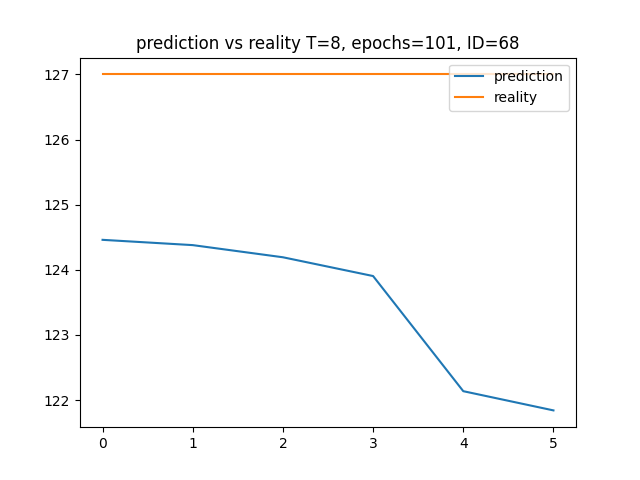 prediction vs reality T=8, epochs=101, ID=68
127
126
125
124
123
122
prediction
reality
0 1 2 3 4 5